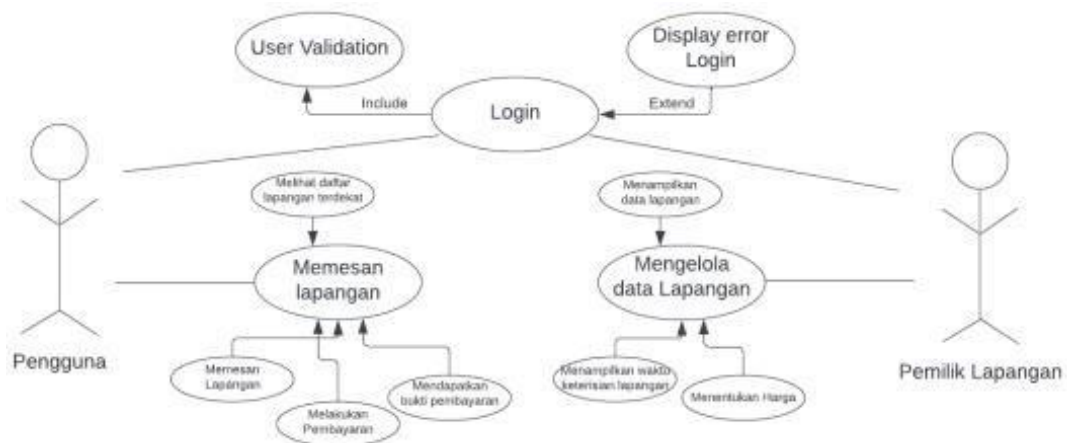 User Validation
Display error
Login
Include
Extend
Login
Melihat daftar
lapangan terdekat
Menampilkan
data lapangan
Memesan
lapangan
Mengelola
data Lapangan
Pengguna
Memesan
Lapangan
Melakukan
Pembayaran
Mendapatkan
bukti pembayaran
Menampilkan wakto
keterisian lapangan
Menentukan Harga
Pemilik Lapangan